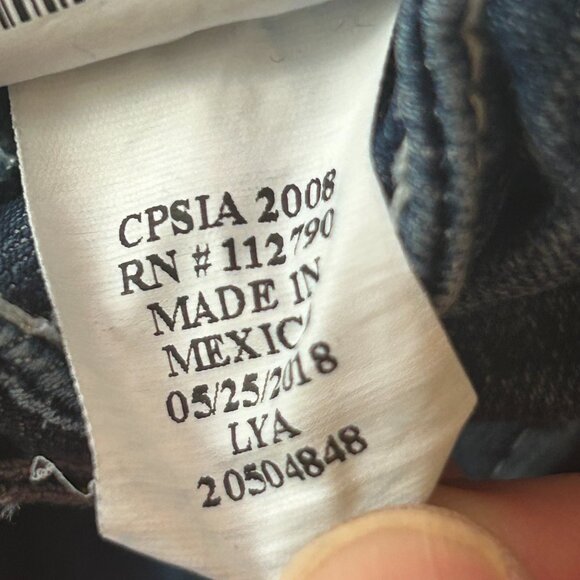 CPSIA 2008
RN # 112790
MADE IN
MEXICO
05/25/2018
LYA
20504848